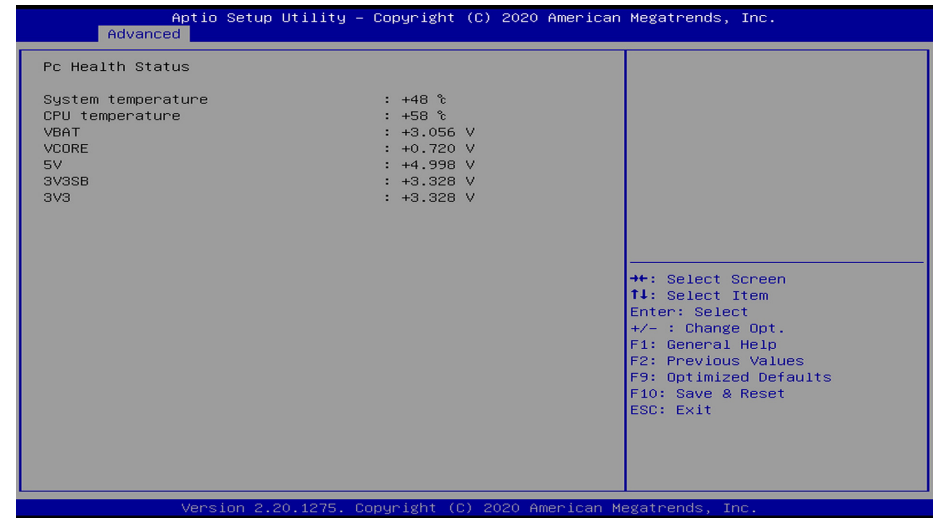 Aptio Setup Utility – Copyright (C) 2020 American Megatrends, Inc.
Advanced
Pc Health Status
System temperature : +48 ℃
CPU temperature : +58 ℃
VBAT : +3.056 V
VCORE : +0.720 V
5V : +4.998 V
3V3SB : +3.328 V
3V3 : +3.328 V
→←: Select Screen
↑↓: Select Item
Enter: Select
+/- : Change Opt.
F1: General Help
F2: Previous Values
F9: Optimized Defaults
F10: Save & Reset
ESC: Exit
Version 2.20.1275. Copyright (C) 2020 American Megatrends, Inc.